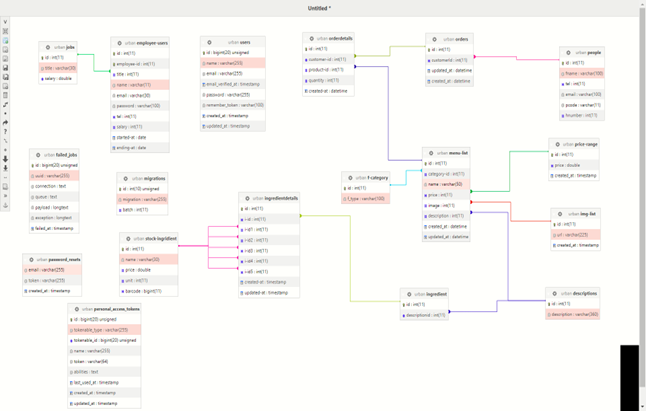 Untitled *
urban jobs
id : int(11)
title : varchar(50)
salary : double
urban employee-users
id : int(11)
employee-id : int(11)
title : int(11)
name : varchar(11)
email : varchar(30)
password : varchar(100)
tel : int(11)
salary : int(11)
started-at : date
ending-at : date
urban users
id : bigint(20) unsigned
name : varchar(255)
email : varchar(255)
email_verified_at : timestamp
password : varchar(255)
remember_token : varchar(100)
created_at : timestamp
updated_at : timestamp
urban orderdetails
id : int(11)
customer-id : int(11)
product-id : int(11)
quantity : int(11)
created-at : datetime
urban orders
id : int(11)
customerId : int(11)
updated_at : datetime
created_at : datetime
urban people
id : int(11)
fname : varchar(100)
tel : int(11)
email : varchar(100)
pcode : varchar(11)
hnumber : int(11)
urban failed_jobs
id : bigint(20) unsigned
uuid : varchar(255)
connection : text
queue : text
payload : longtext
exception : longtext
failed_at : timestamp
urban migrations
id : int(10) unsigned
migration : varchar(255)
batch : int(11)
urban f-category
id : int(11)
f_type : varchar(100)
urban menu-list
id : int(11)
category-id : int(11)
name : varchar(50)
price : int(11)
image : int(11)
description : int(11)
created_at : datetime
updated_at : datetime
urban price-range
id : int(11)
price : double
created_at : timestamp
urban img-list
id : int(11)
url : varchar(225)
created_at : timestamp
urban ingredientdetails
id : int(11)
i-id : int(11)
i-id1 : int(11)
i-id2 : int(11)
i-id3 : int(11)
i-id4 : int(11)
created-at : timestamp
updated-at : timestamp
urban stock ingridient
id : int(11)
name : varchar(50)
price : double
unit : int(11)
barcode : bigint(11)
urban password_resets
email : varchar(255)
token : varchar(255)
created_at : timestamp
urban ingredient
id : int(11)
descriptionid : int(11)
urban descriptions
id : int(11)
description : varchar(360)
urban personal_access_tokens
id : bigint(20) unsigned
tokenable_type : varchar(255)
tokenable_id : bigint(20) unsigned
name : varchar(255)
token : varchar(64)
abilities : text
last_used_at : timestamp
created_at : timestamp
updated_at : timestamp